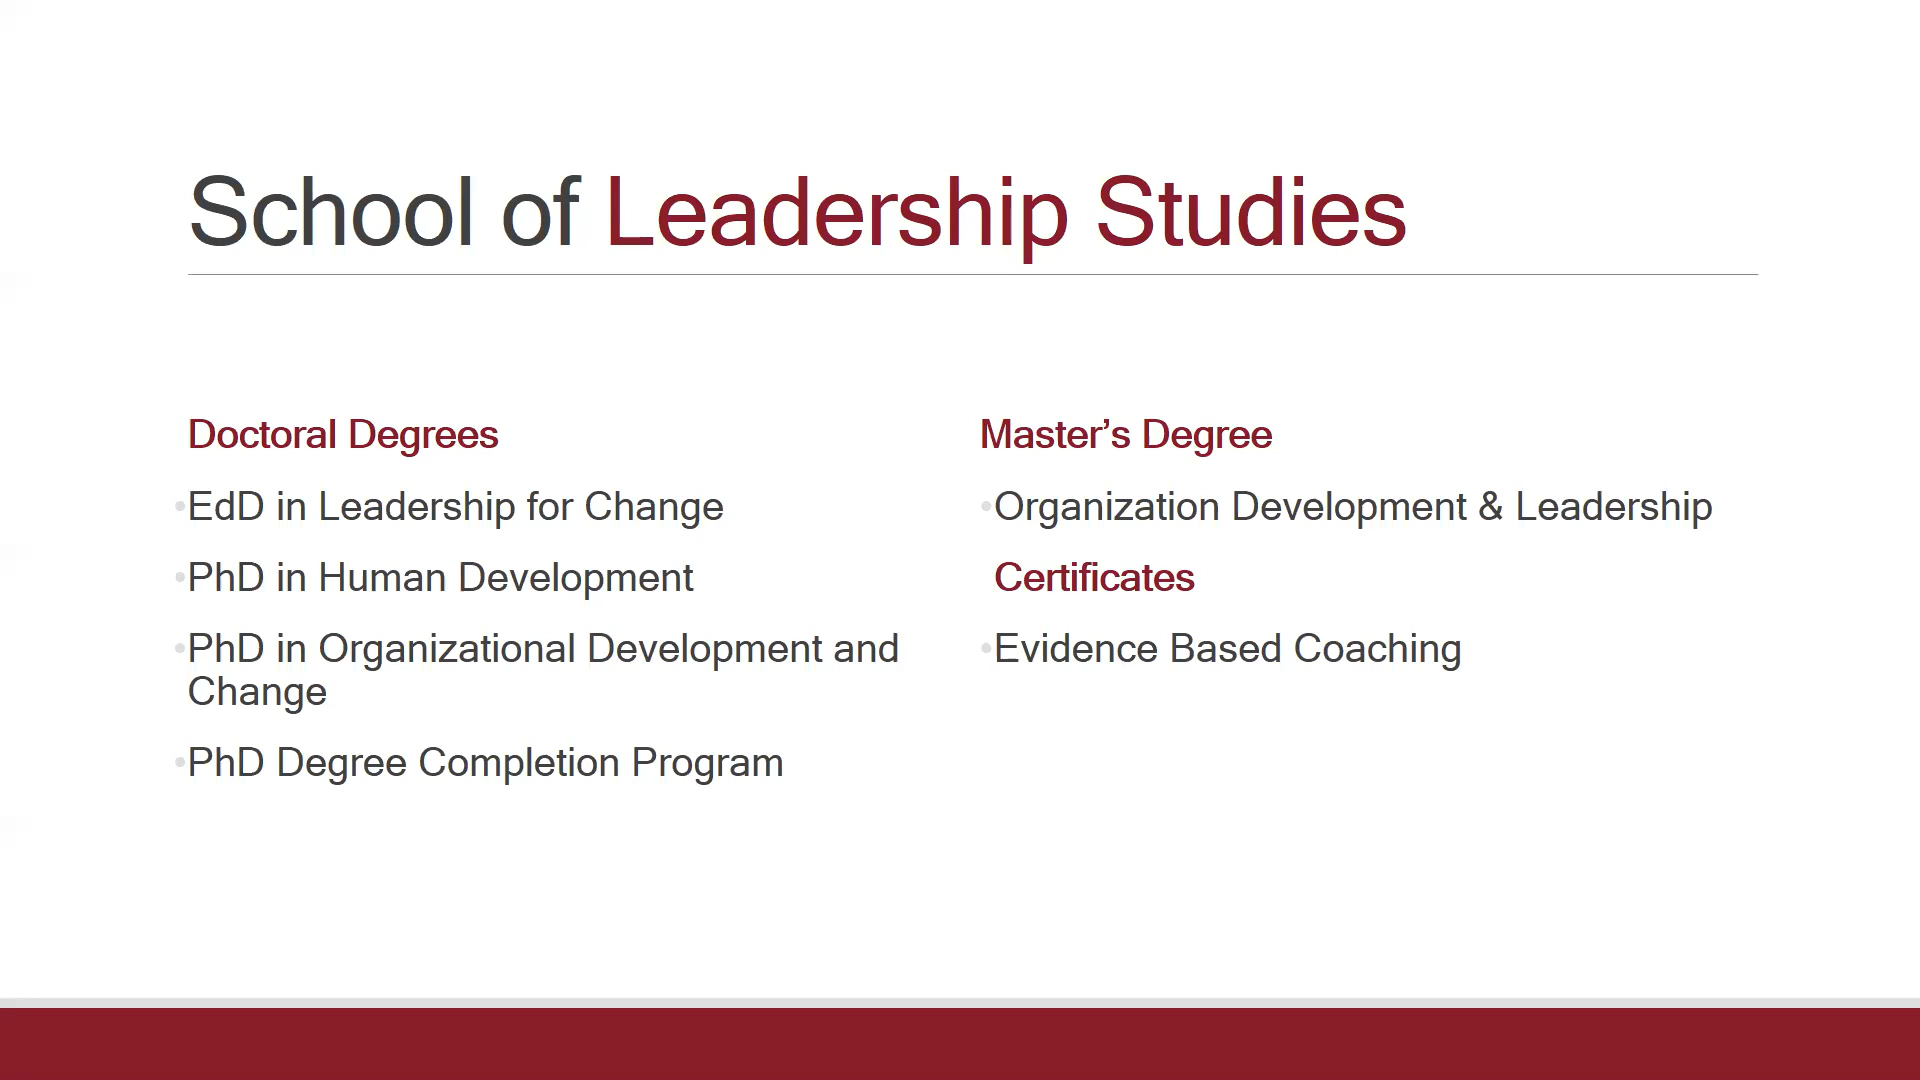 School of Leadership Studies
Doctoral Degrees
•EdD in Leadership for Change
•PhD in Human Development
•PhD in Organizational Development and
Change
•PhD Degree Completion Program
Master’s Degree
•Organization Development & Leadership
Certificates
•Evidence Based Coaching